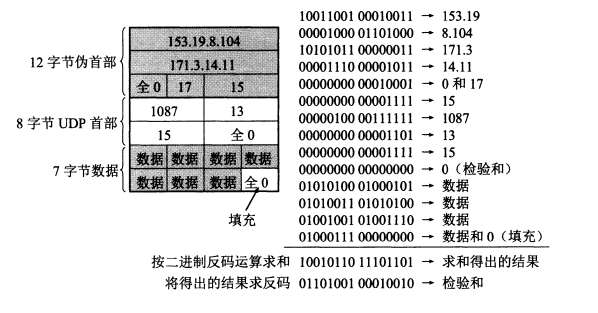 12 字节伪首部
153.19.8.104
171.3.14.11
全 0 17 15
8 字节 UDP 首部
1087 13
15 全 0
7 字节数据
数据 数据 数据 数据
数据 数据 数据 全 0
填充
10011001 00010011 → 153.19
00001000 01101000 → 8.104
10101011 00000011 → 171.3
00001110 00001011 → 14.11
00000000 00010001 → 0 和 17
00000000 00001111 → 15
00000100 00111111 → 1087
00000000 00001101 → 13
00000000 00001111 → 15
00000000 00000000 → 0（检验和）
01010100 01000101 → 数据
01010011 01010100 → 数据
01001001 01001110 → 数据
01000111 00000000 → 数据和 0（填充）
按二进制反码运算求和 10010110 11101101 → 求和得出的结果
将得出的结果求反码 01101001 00010010 → 检验和